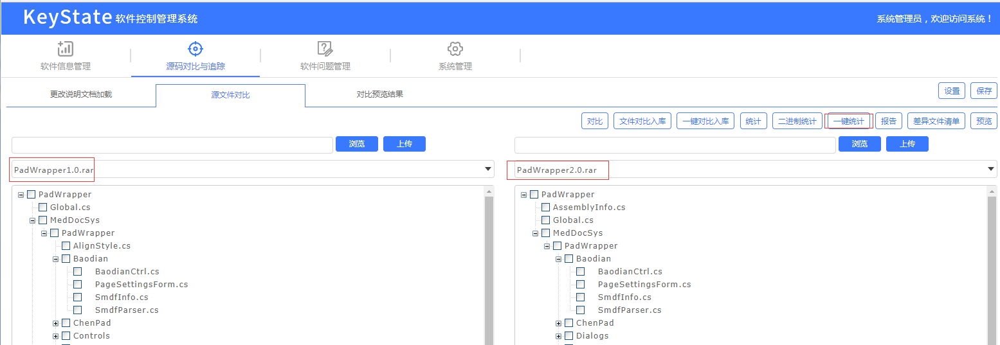 KeyState 软件控制管理系统 系统管理员，欢迎访问系统！
软件信息管理 源码对比与追踪 软件问题管理 系统管理
更改说明文档加载 源文件对比 对比预览结果 设置 保存
对比 文件对比入库 一键对比入库 统计 二进制统计 一键统计 报告 差异文件清单 预览
浏览 上传 浏览 上传
PadWrapper1.0.rar PadWrapper2.0.rar
PadWrapper
Global.cs
MedDocSys
PadWrapper
AlignStyle.cs
Baodian
BaodianCtrl.cs
PageSettingsForm.cs
SmdfInfo.cs
SmdfParser.cs
ChenPad
Controls
PadWrapper
AssemblyInfo.cs
Global.cs
MedDocSys
PadWrapper
Baodian
BaodianCtrl.cs
PageSettingsForm.cs
SmdfInfo.cs
SmdfParser.cs
ChenPad
Dialogs